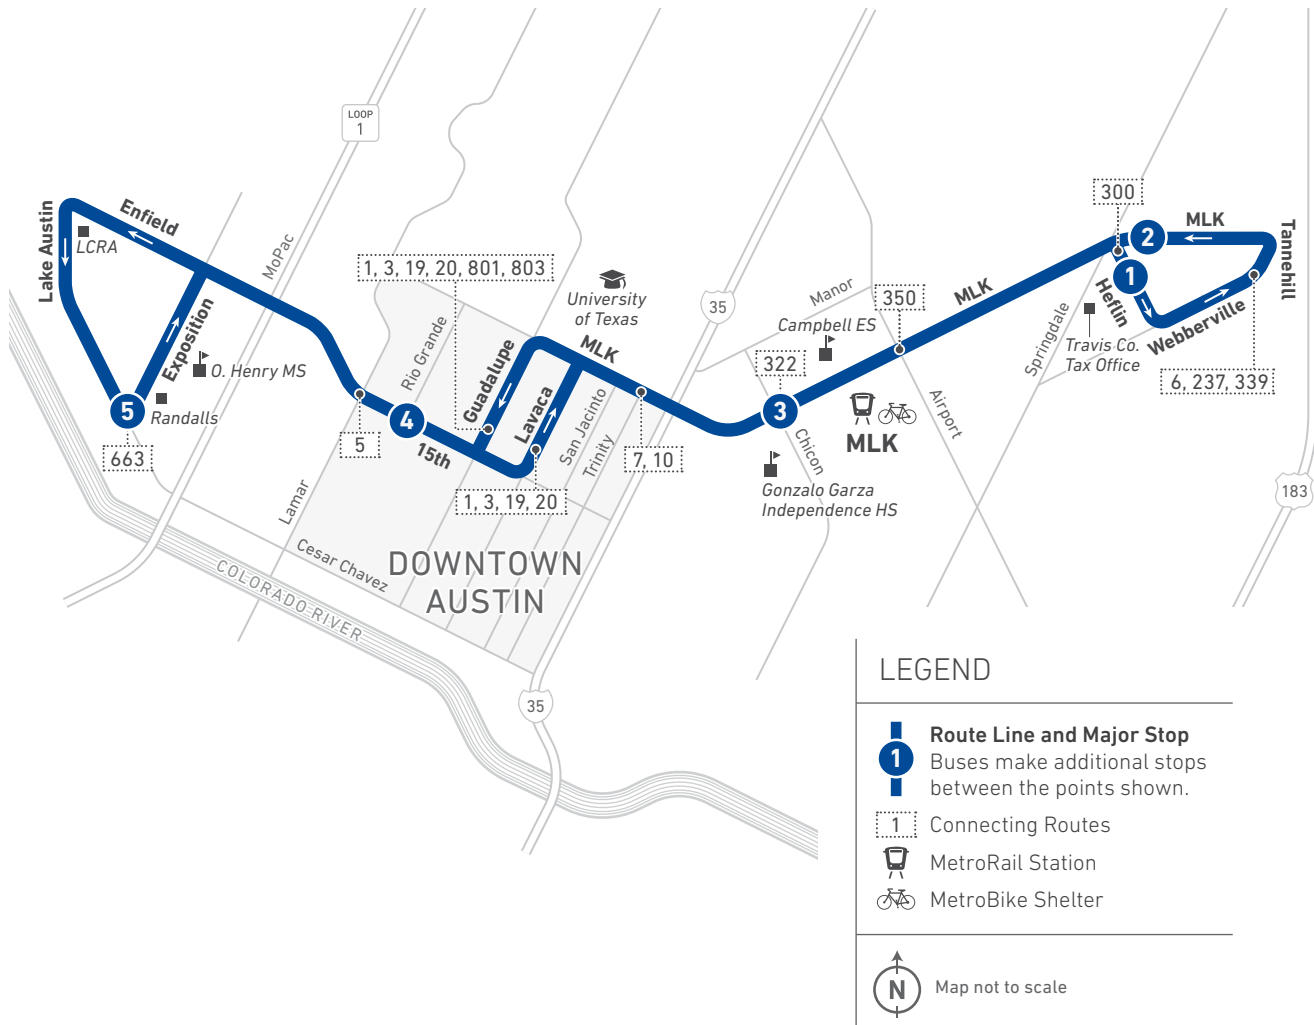 LOOP
1
300
Lake Austin
Enfield
MLK
2
LCRA
MoPac
1, 3, 19, 20, 801, 803
University
of Texas
35
Manor
350
MLK
1
Heflin
Tannehill
Webberville
Exposition
Rio Grande
Guadalupe
MLK
Campbell ES
Springdale
Travis Co.
Tax Office
O. Henry MS
322
6, 237, 339
5
Randalls
4
Lavaca
San Jacinto
Trinity
3
Airport
663
5
15th
7, 10
Chicon
MLK
1, 3, 19, 20
Gonzalo Garza
Independence HS
183
Lamar
Cesar Chavez
DOWNTOWN
AUSTIN
COLORADO RIVER
35
LEGEND
Route Line and Major Stop
1
Buses make additional stops
between the points shown.
1
Connecting Routes
MetroRail Station
MetroBike Shelter
N
Map not to scale